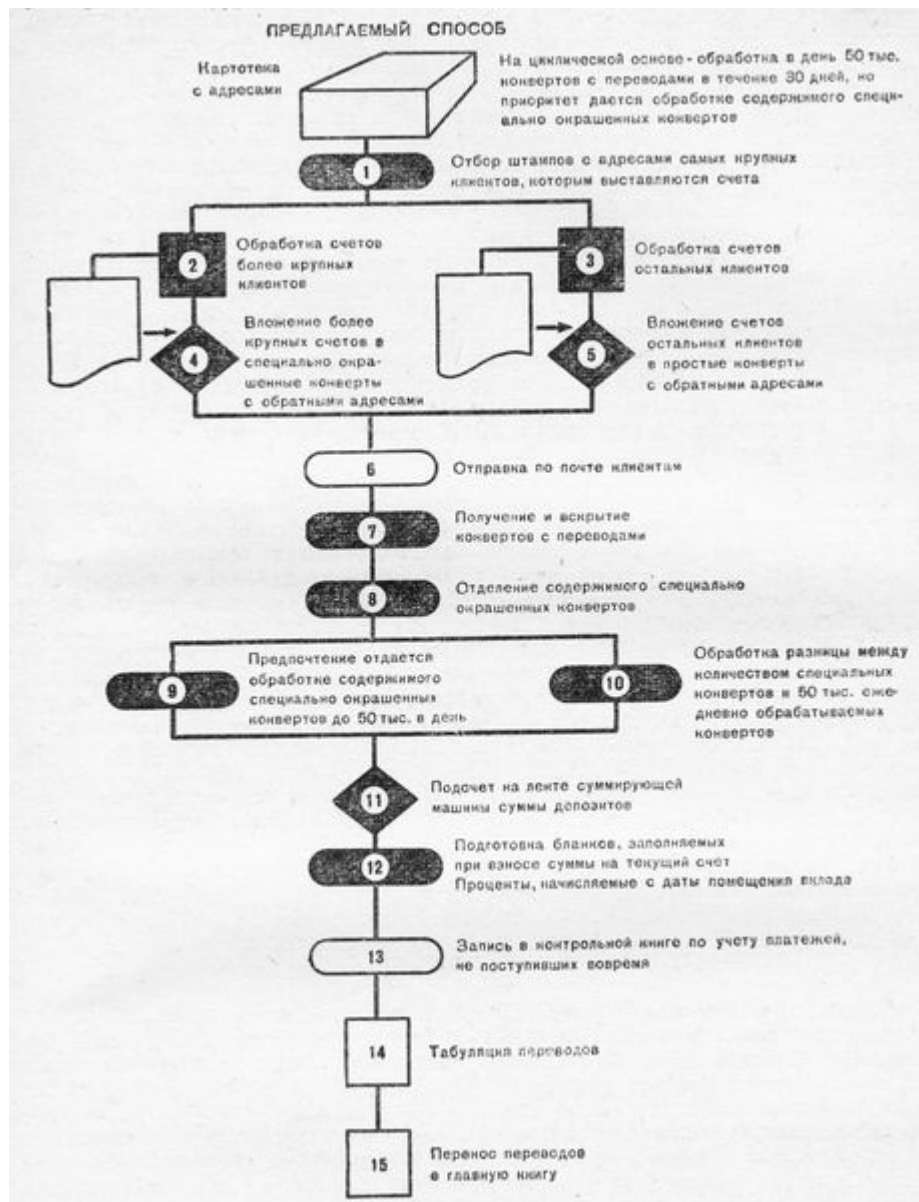 ПРЕДЛАГАЕМЫЙ СПОСОБ
Картотека
с адресами
На циклической основе - обработка в день 50 тыс.
конвертов с переводами в течение 30 дней, но
приоритет дается обработке содержимого специ-
ально окрашенных конвертов
1
Отбор штампов с адресами самых крупных
клиентов, которым выставляются счета
2
Обработка счетов
более крупных
клиентов
3
Обработка счетов
остальных клиентов
4
Вложение более
крупных счетов в
специально окра-
шенные конверты
с обратными адресами
5
Вложение счетов
остальных клиентов
в простые конверты
с обратными адресами
6
Отправка по почте клиентам
7
Получение и вскрытие
конвертов с переводами
8
Отделение содержимого специально
окрашенных конвертов
9
Предпочтение отдается
обработке содержимого
специально окрашенных
конвертов до 50 тыс. в день
10
Обработка разницы между
количеством специальных
конвертов и 50 тыс. еже-
дневно обрабатываемых
конвертов
11
Подсчет на ленте суммирующей
машины суммы депозитов
12
Подготовка бланков, заполняемых
при взносе суммы на текущий счет
Проценты, начисляемые с даты помещения вклада
13
Запись в контрольной книге по учету платежей,
не поступивших вовремя
14
Табуляция переводов
15
Перенос переводов
в главную книгу